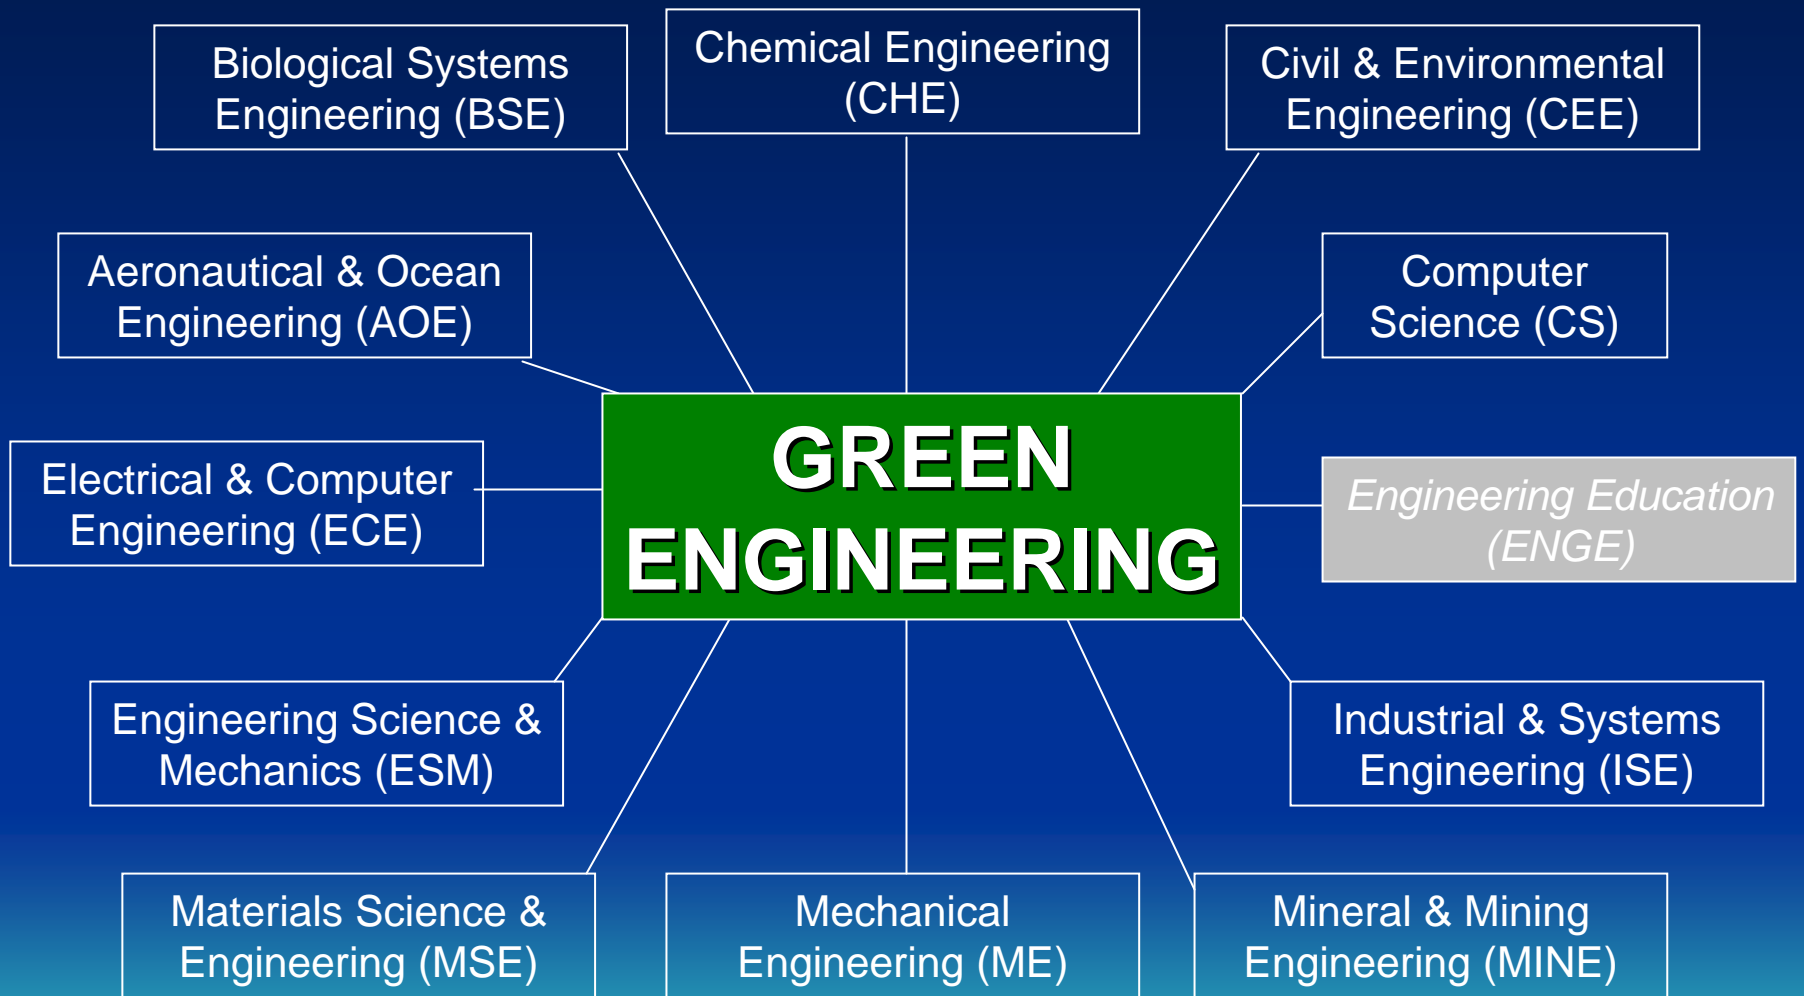 Biological Systems
Engineering (BSE)
Chemical Engineering
(CHE)
Civil & Environmental
Engineering (CEE)
Aeronautical & Ocean
Engineering (AOE)
Computer
Science (CS)
GREEN
ENGINEERING
Electrical & Computer
Engineering (ECE)
Engineering Education
(ENGE)
Engineering Science &
Mechanics (ESM)
Industrial & Systems
Engineering (ISE)
Materials Science &
Engineering (MSE)
Mechanical
Engineering (ME)
Mineral & Mining
Engineering (MINE)